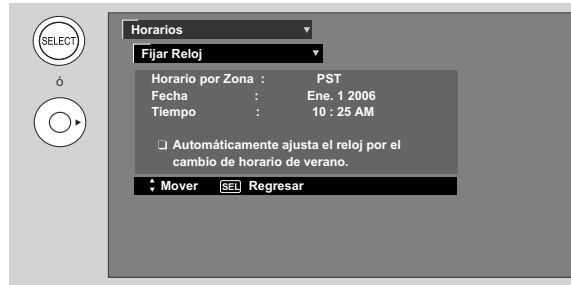 SELECT
ó
Horarios
Fijar Reloj
Horario por Zona : PST
Fecha : Ene. 1 2006
Tiempo : 10 : 25 AM
Automáticamente ajusta el reloj por el
cambio de horario de verano.
Mover SEL Regresar